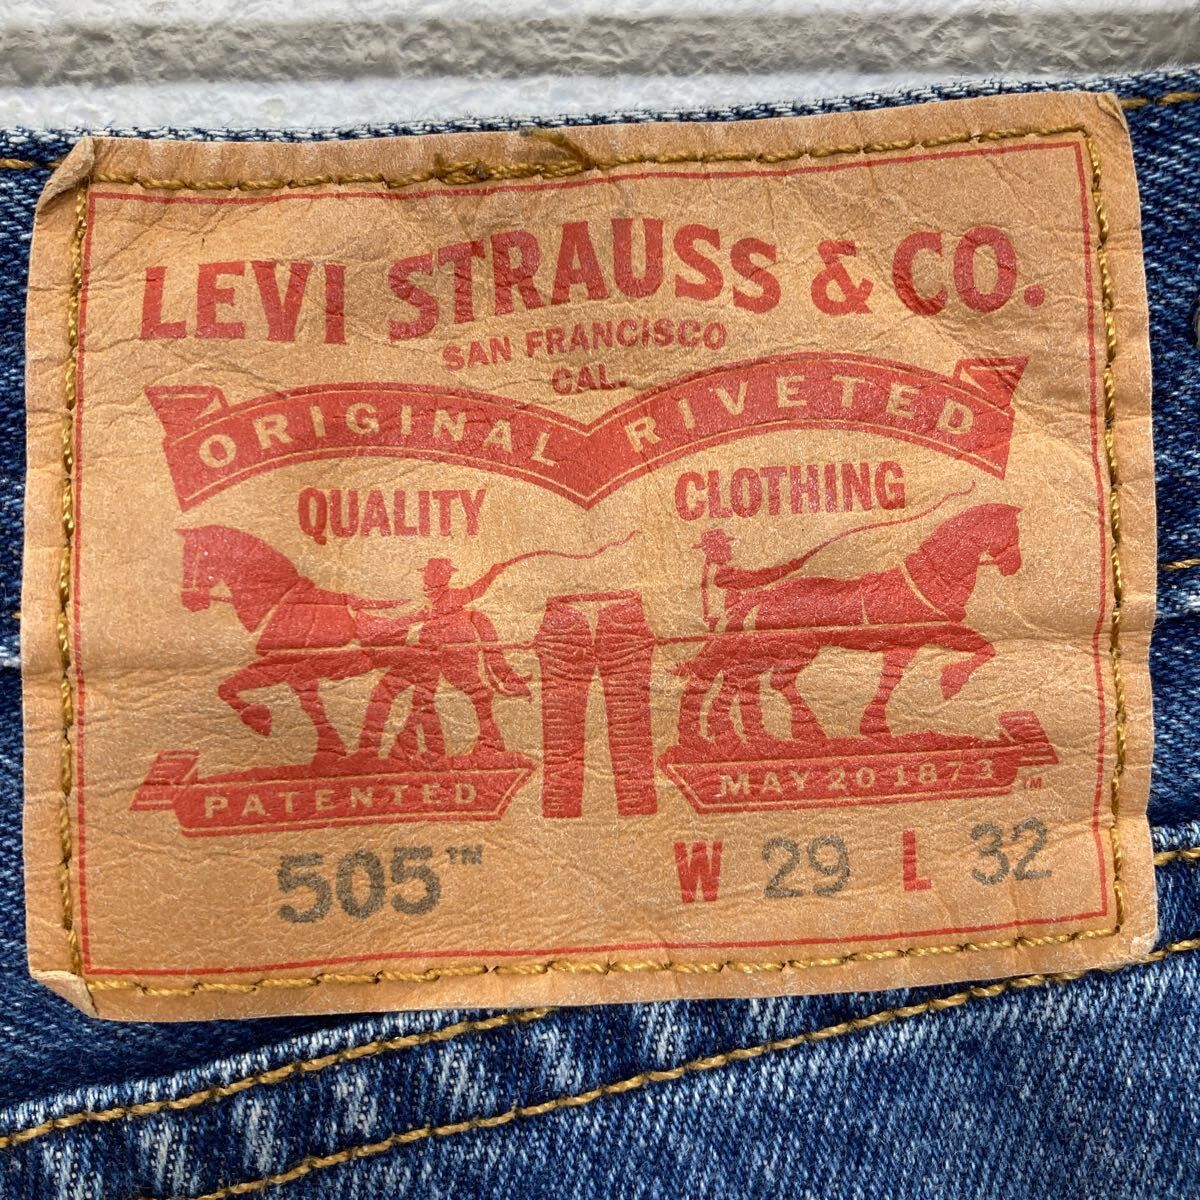 LEVI STRAUSS & CO.
SAN FRANCISCO
CAL.
ORIGINAL RIVETED
QUALITY CLOTHING
PATENTED MAY 20 1873 ™
505™ W 29 L 32